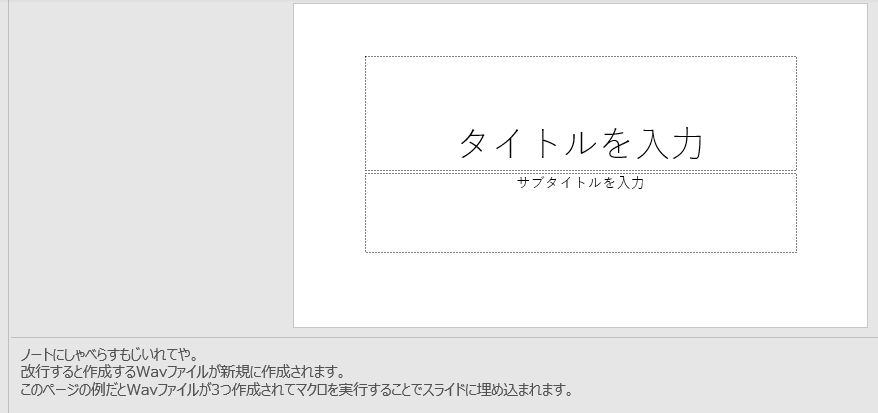 タイトルを入力
サブタイトルを入力
ノートにしゃべらすもじいれてや。
改行すると作成するWavファイルが新規に作成されます。
このページの例だとWavファイルが3つ作成されてマクロを実行することでスライドに埋め込まれます。